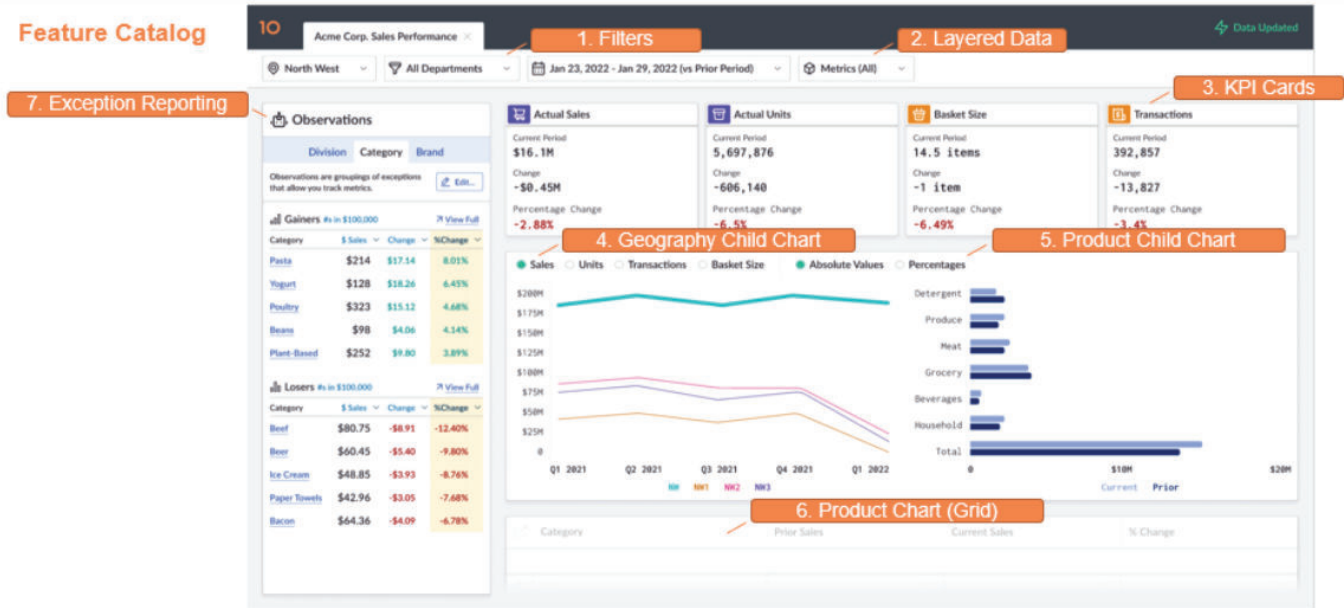 Feature Catalog
10
Acme Corp. Sales Performance ×
Data Updated
1. Filters
2. Layered Data
North West
All Departments
Jan 23, 2022 - Jan 29, 2022 (vs Prior Period)
Metrics (All)
3. KPI Cards
7. Exception Reporting
Observations
Division Category Brand
Observations are groupings of exceptions
that allow you track metrics.
Edit...
Gainers #s in $100,000 View Full
Category $ Sales Change %Change
Pasta $214 $17.14 8.01%
Yogurt $128 $18.26 6.45%
Poultry $323 $15.12 4.68%
Beans $98 $4.06 4.14%
Plant-Based $252 $9.80 3.89%
Losers #s in $100,000 View Full
Category $ Sales Change %Change
Beef $80.75 -$8.91 -12.40%
Beer $60.45 -$5.40 -9.80%
Ice Cream $48.85 -$3.93 -8.76%
Paper Towels $42.96 -$3.05 -7.68%
Bacon $64.36 -$4.09 -6.78%
Actual Sales
Current Period
$16.1M
Change
-$0.45M
Percentage Change
-2.88%
Actual Units
Current Period
5,697,876
Change
-606,140
Percentage Change
-6.5%
Basket Size
Current Period
14.5 items
Change
-1 item
Percentage Change
-6.49%
Transactions
Current Period
392,857
Change
-13,827
Percentage Change
-3.4%
4. Geography Child Chart
5. Product Child Chart
Sales Units Transactions Basket Size Absolute Values Percentages
$200M
$175M
$150M
$125M
$100M
$75M
$50M
$25M
0
Q1 2021 Q2 2021 Q3 2021 Q4 2021 Q1 2022
NW NW1 NW2 NW3
Detergent
Produce
Meat
Grocery
Beverages
Household
Total
0 $10M $20M
Current Prior
6. Product Chart (Grid)
Category Prior Sales Current Sales % Change